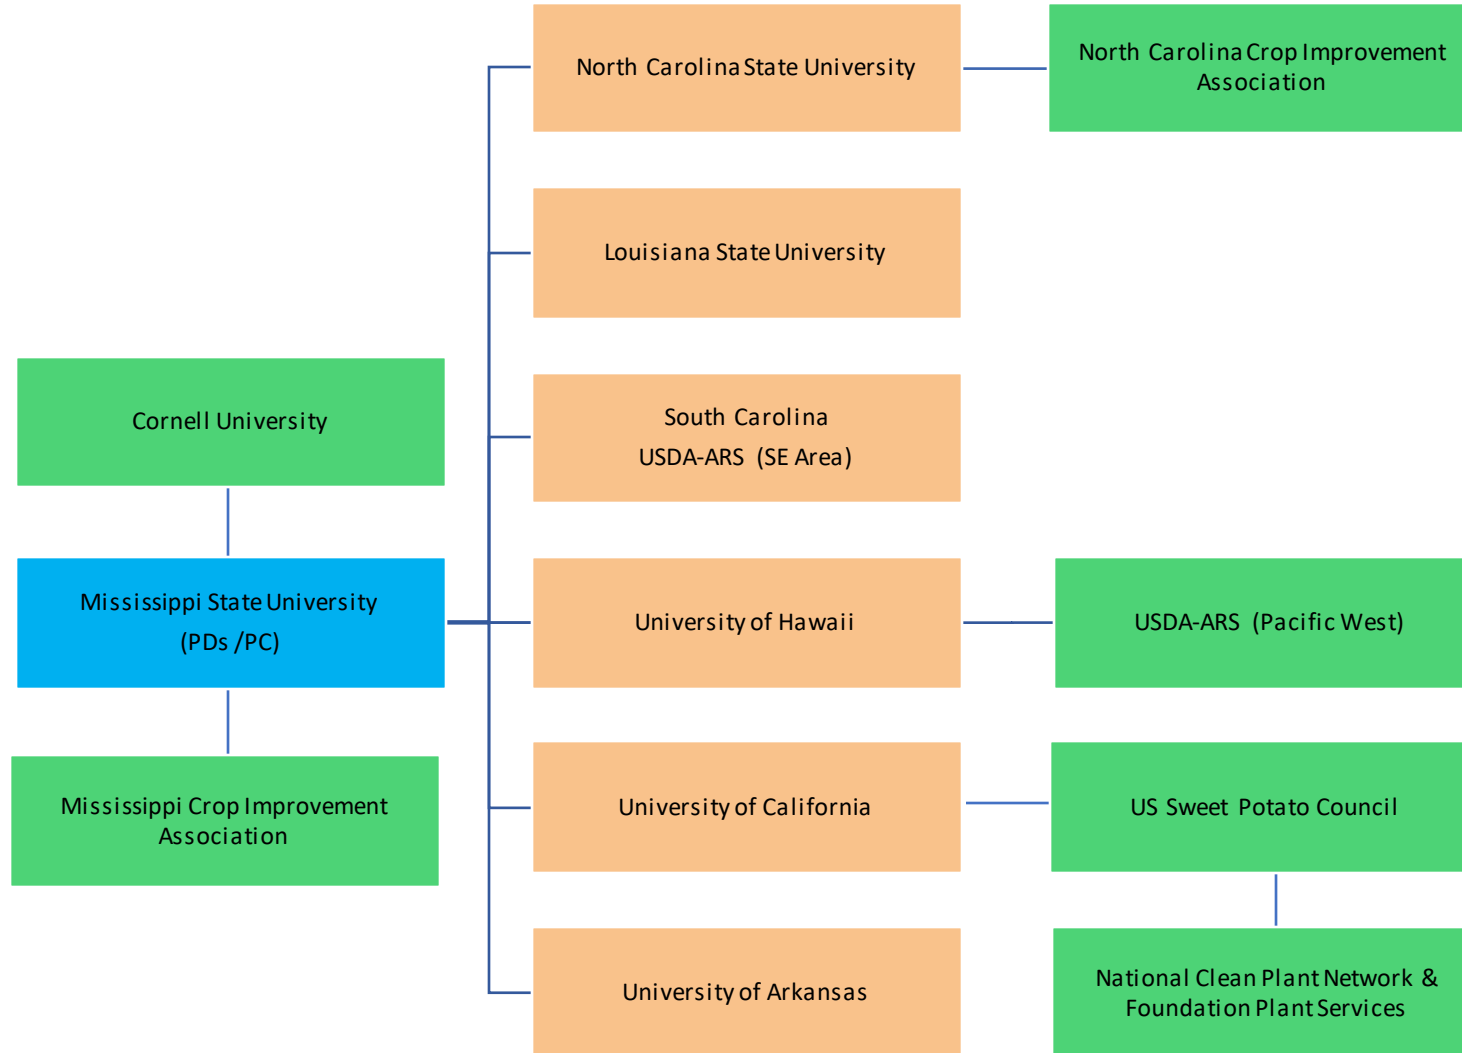 North Carolina State University
North Carolina Crop Improvement
Association
Louisiana State University
South Carolina
USDA-ARS (SE Area)
Cornell University
Mississippi State University
(PDs /PC)
University of Hawaii
USDA-ARS (Pacific West)
Mississippi Crop Improvement
Association
University of California
US Sweet Potato Council
University of Arkansas
National Clean Plant Network &
Foundation Plant Services